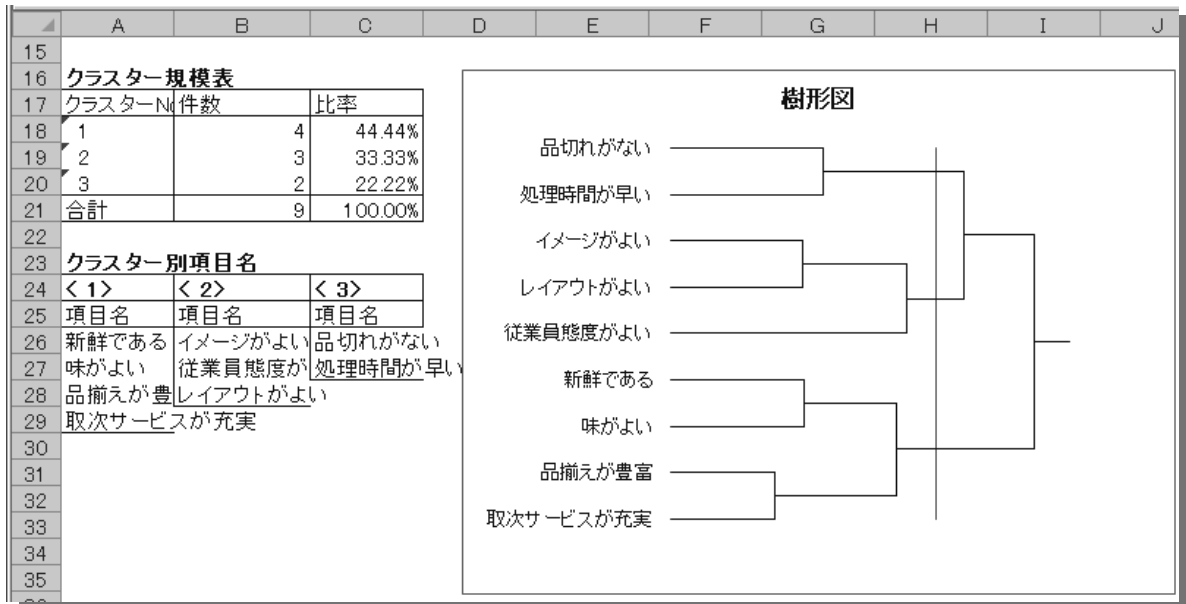 A B C D E F G H I J
15
16 クラスター規模表
17 クラスターN 件数 比率
18 1 4 44.44%
19 2 3 33.33%
20 3 2 22.22%
21 合計 9 100.00%
22
23 クラスター別項目名
24 < 1> < 2> < 3>
25 項目名 項目名 項目名
26 新鮮である イメージがよい 品切れがない
27 味がよい 従業員態度が 処理時間が早い
28 品揃えが豊 レイアウトがよい
29 取次サービスが充実
30
31
32
33
34
35
樹形図
品切れがない
処理時間が早い
イメージがよい
レイアウトがよい
従業員態度がよい
新鮮である
味がよい
品揃えが豊富
取次サービスが充実